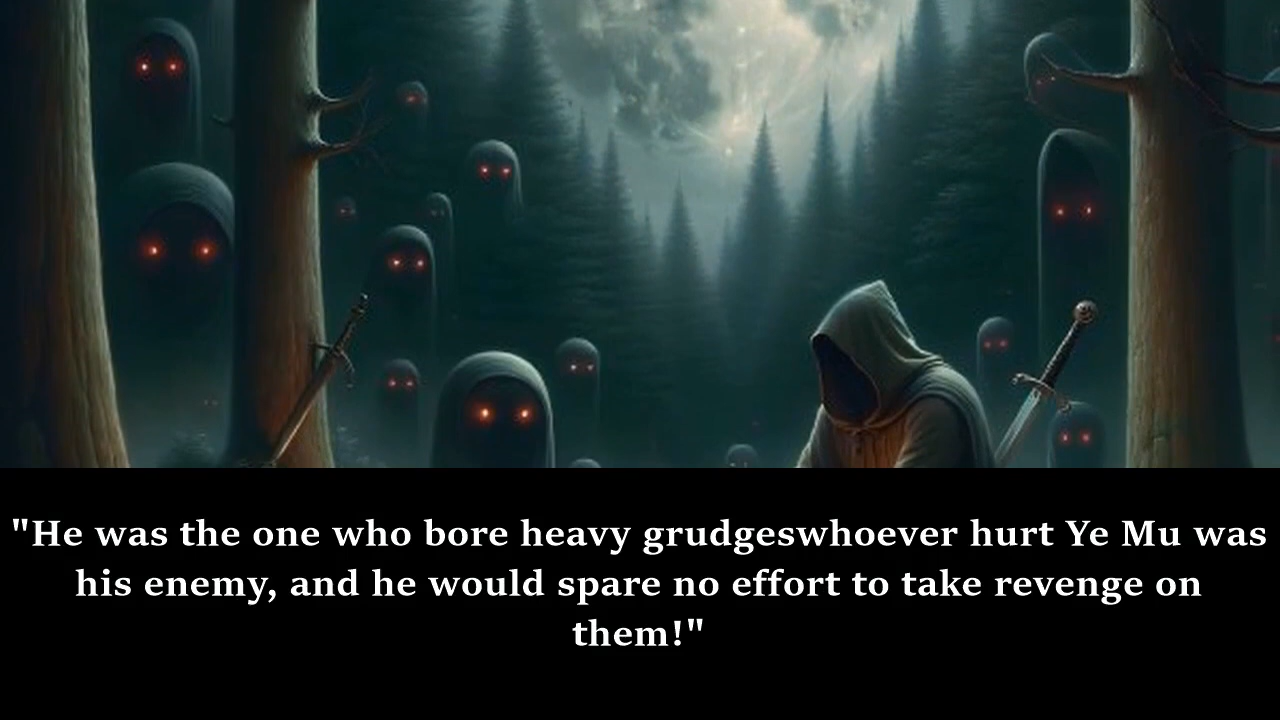 "He was the one who bore heavy grudgeswhoever hurt Ye Mu was
his enemy, and he would spare no effort to take revenge on
them!"